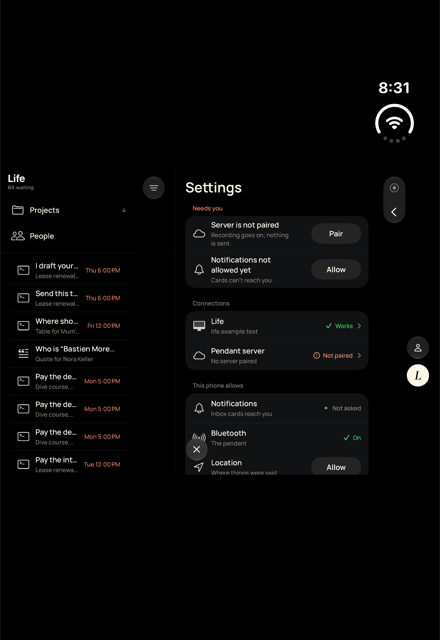 8:31
Life
64 waiting
Projects
4
People
I draft your...
Thu 6:00 PM
Lease renewal...
Send this t...
Thu 6:00 PM
Lease renewal...
Where sho...
Fri 12:00 PM
Table for Mum'...
Who is "Bastien More...
Quote for Nora Keller
Pay the de...
Mon 5:00 PM
Dive course,...
Pay the de...
Mon 5:00 PM
Dive course,...
Pay the de...
Mon 5:00 PM
Dive course,...
Pay the int...
Tue 12:00 PM
Lease renewa...
Settings
Needs you
Server is not paired
Recording goes on; nothing
is sent.
Pair
Notifications not
allowed yet
Cards can't reach you.
Allow
Connections
Life
life.example.test
Works
Pendant server
No server paired
Not paired
This phone allows
Notifications
Inbox cards reach you
Not asked
Bluetooth
The pendant
On
Location
Where things were said
Allow
L